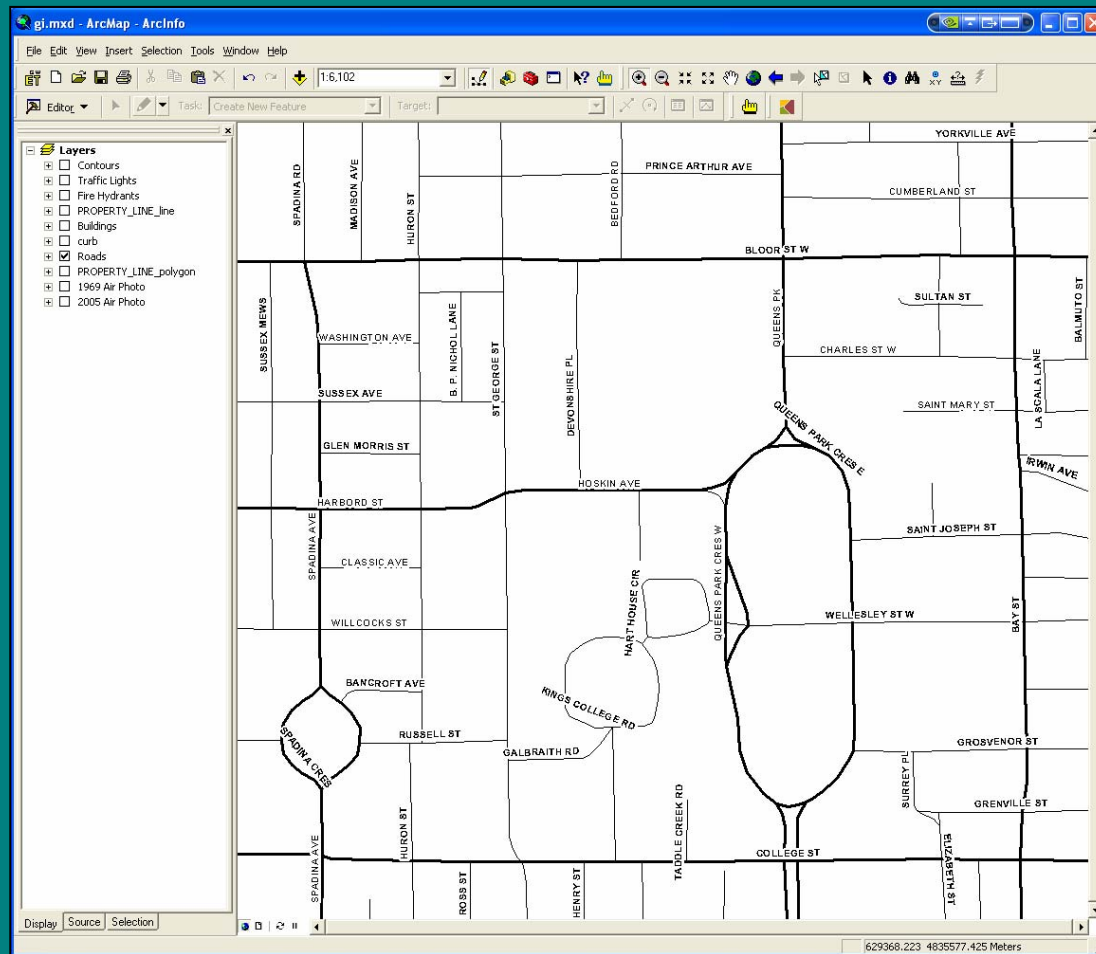 gi.mxd - ArcMap - ArcInfo
File Edit View Insert Selection Tools Window Help
1:6,102
Editor Task: Create New Feature Target:
Layers
Contours
Traffic Lights
Fire Hydrants
PROPERTY_LINE_line
Buildings
curb
Roads
PROPERTY_LINE_polygon
1969 Air Photo
2005 Air Photo
YORKVILLE AVE
PRINCE ARTHUR AVE
SPADINA RD
MADISON AVE
HURON ST
BEDFORD RD
CUMBERLAND ST
BLOOR ST W
SUSSEX MEWS
WASHINGTON AVE
B. P. NICHOL LANE
ST GEORGE ST
DEVONSHIRE PL
QUEENS PK
SULTAN ST
BALMUTO ST
CHARLES ST W
LA SCALA LANE
SUSSEX AVE
SAINT MARY ST
GLEN MORRIS ST
QUEENS PARK CRES E
IRWIN AVE
HOSKIN AVE
HARBORD ST
SPADINA AVE
SAINT JOSEPH ST
CLASSIC AVE
QUEENS PARK CRES W
HART HOUSE CIR
BAY ST
WELLESLEY ST W
WILLCOCKS ST
BANCROFT AVE
KINGS COLLEGE RD
SPADINA CRES
RUSSELL ST
GALBRAITH RD
GROSVENOR ST
SURREY PL
GRENVILLE ST
HURON ST
TADDLE CREEK RD
SPADINA AVE
COLLEGE ST
ELIZABETH ST
ROSS ST
HENRY ST
Display Source Selection
629368.223 4835577.425 Meters